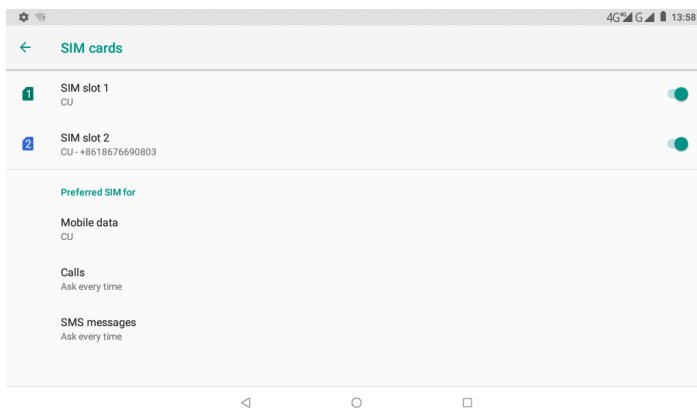 4G 4G G 13:58
SIM cards
1
SIM slot 1
CU
2
SIM slot 2
CU - +8618676690803
Preferred SIM for
Mobile data
CU
Calls
Ask every time
SMS messages
Ask every time